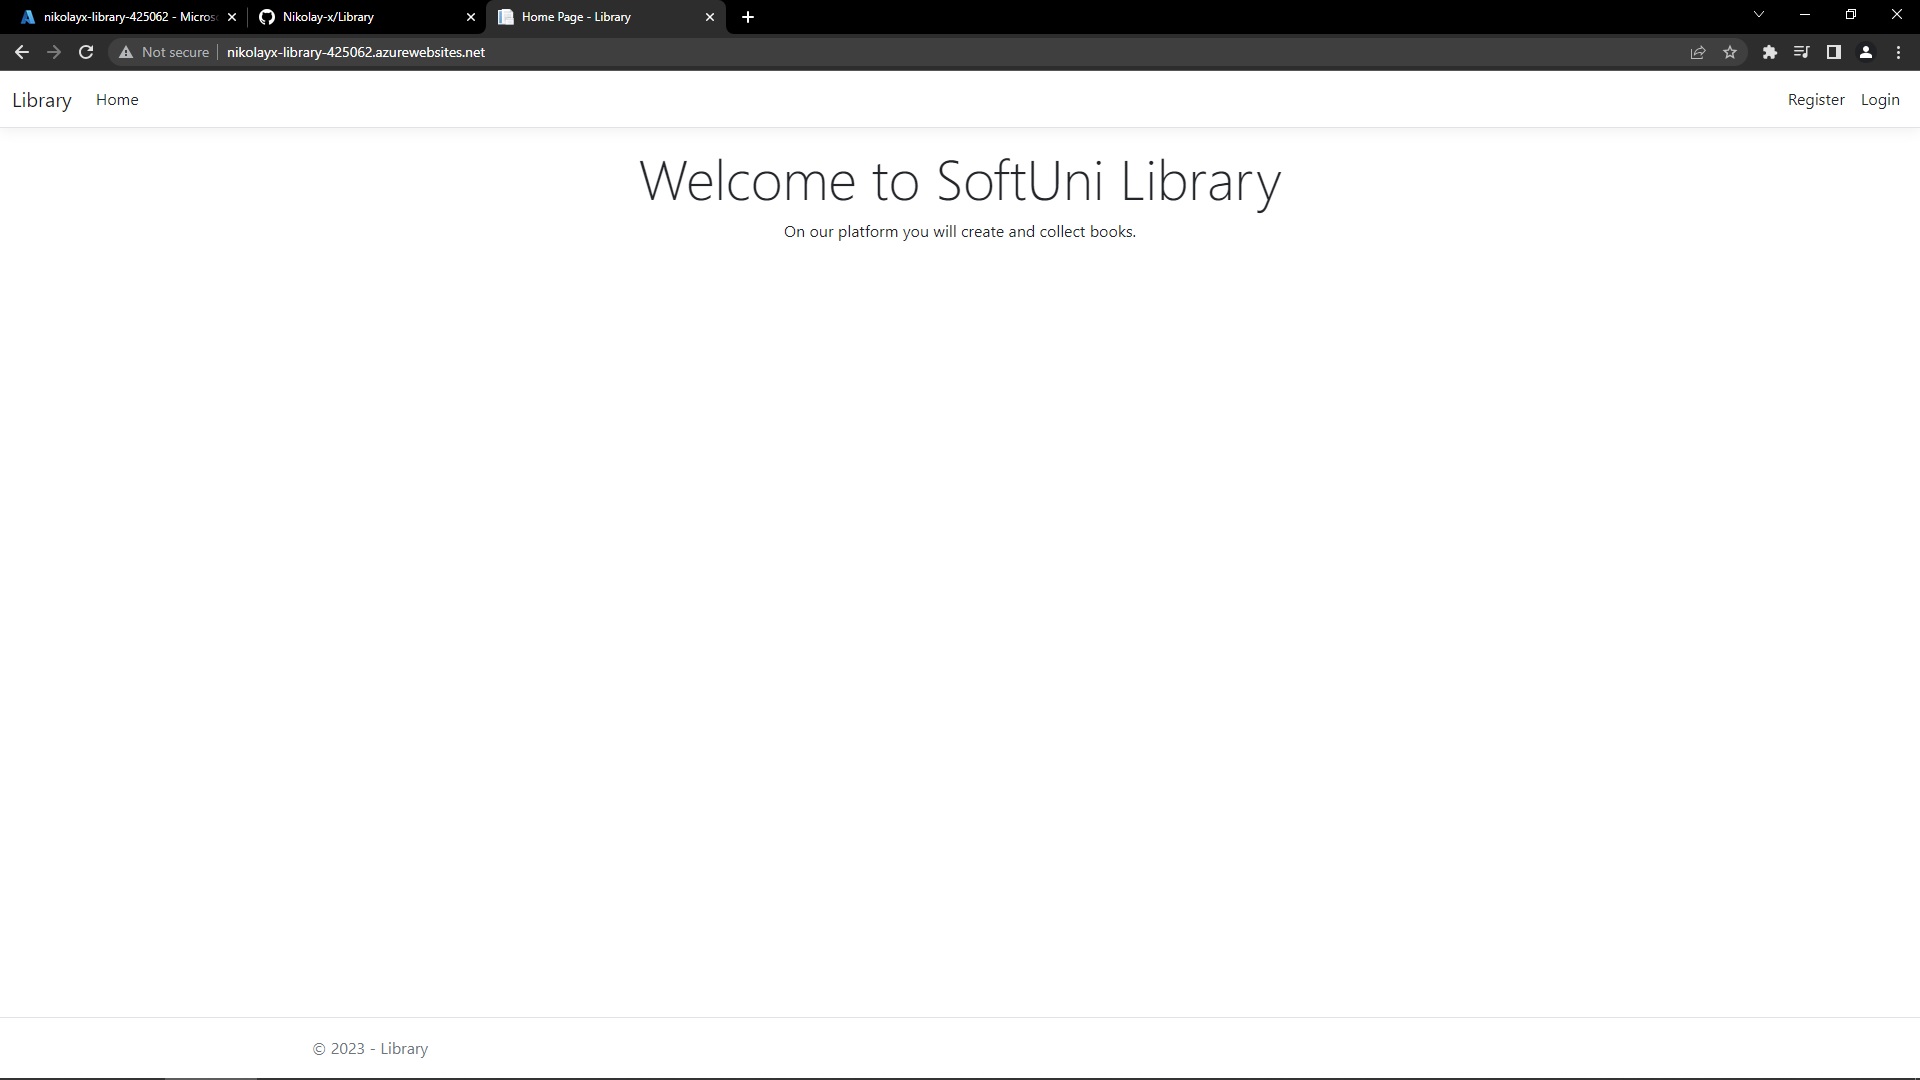 nikolayx-library-425062 - Micros
Nikolay-x/Library
Home Page - Library
Not secure
nikolayx-library-425062.azurewebsites.net
Library
Home
Register
Login
Welcome to SoftUni Library
On our platform you will create and collect books.
© 2023 - Library